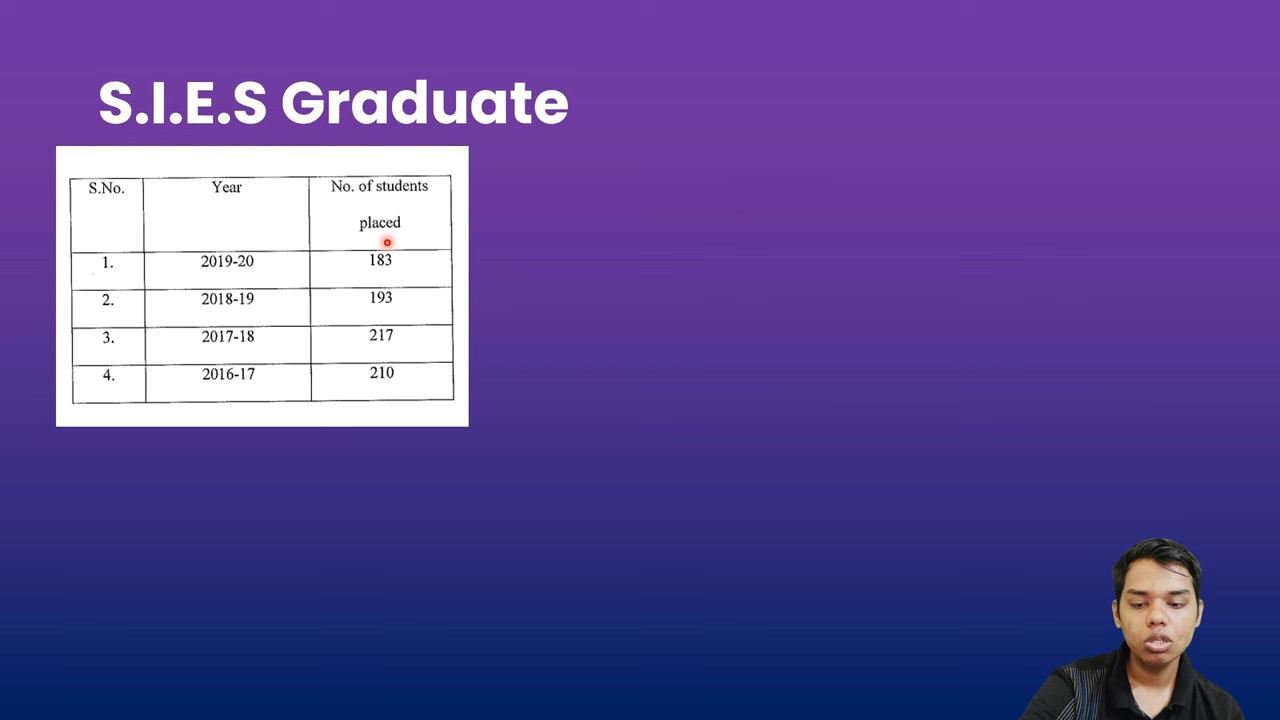 S.I.E.S Graduate
S.No. Year No. of students
placed
1. 2019-20 183
2. 2018-19 193
3. 2017-18 217
4. 2016-17 210